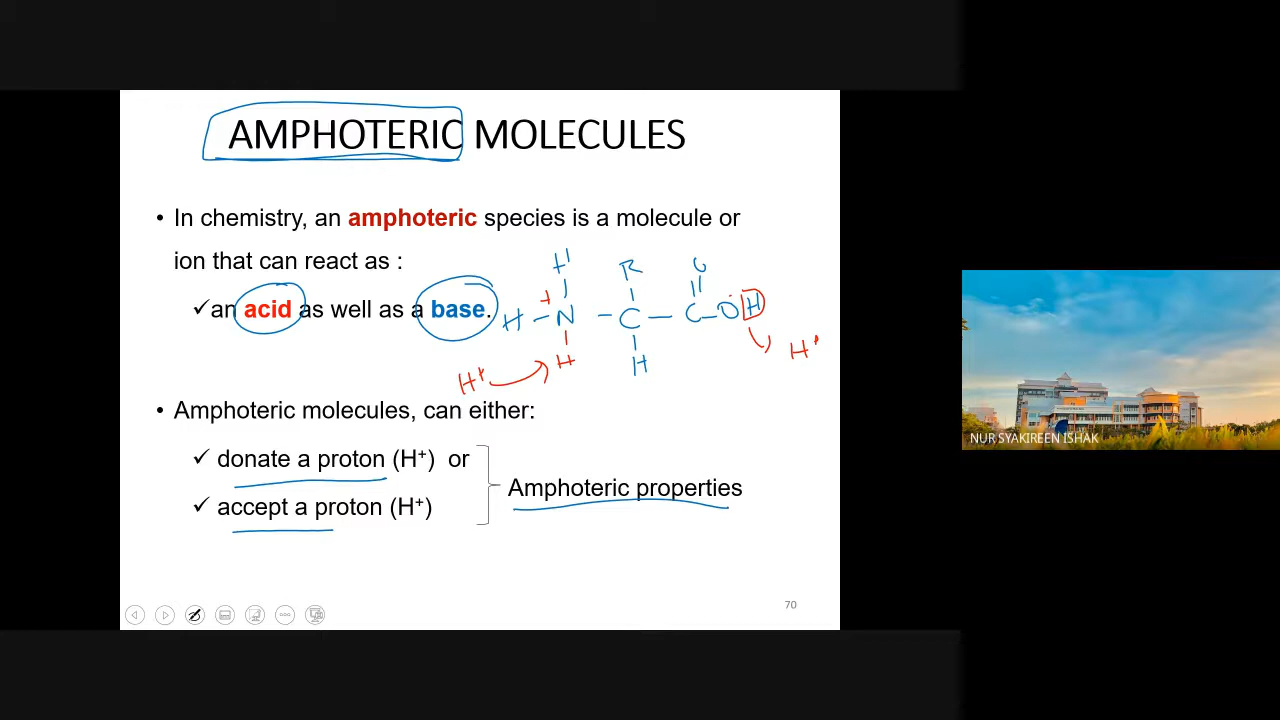 AMPHOTERIC MOLECULES
• In chemistry, an amphoteric species is a molecule or
ion that can react as :
✓an acid as well as a base.
H
R
H – N – C – C – OH
+
H
H
H+
H+
• Amphoteric molecules, can either:
✓ donate a proton (H+) or
✓ accept a proton (H+)
Amphoteric properties
70
NUR SYAKIREEN ISHAK